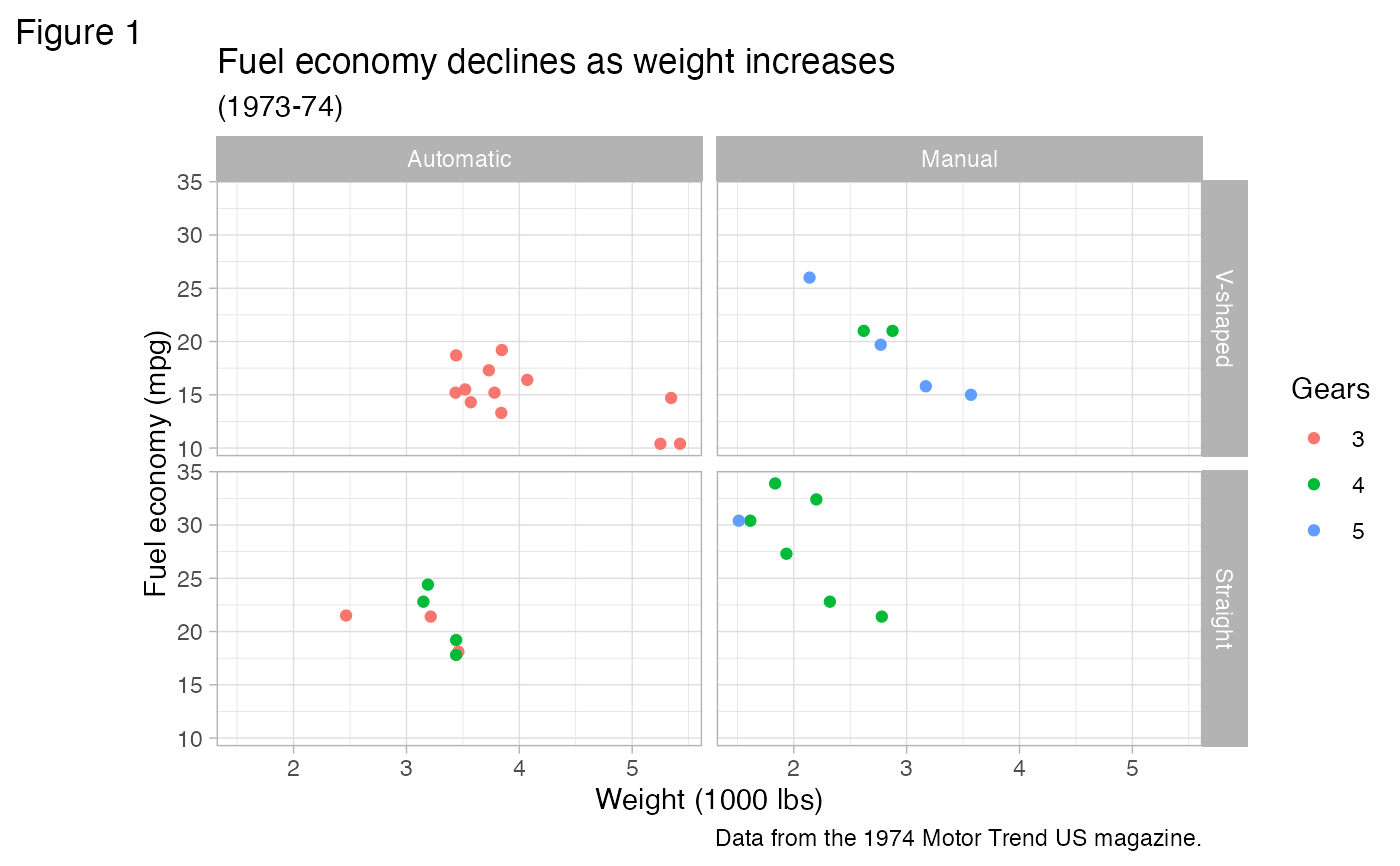 Figure 1
Fuel economy declines as weight increases
(1973-74)
Automatic
Manual
35
30
25
20
15
10
V-shaped
Fuel economy (mpg)
35
30
25
20
15
10
Straight
2
3
4
5
2
3
4
5
Weight (1000 lbs)
Gears
3
4
5
Data from the 1974 Motor Trend US magazine.